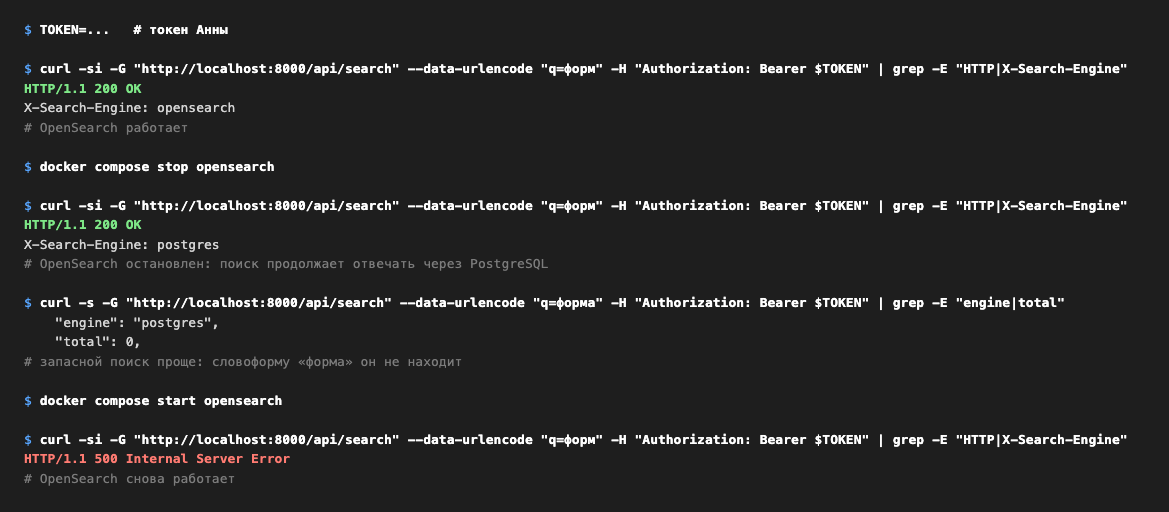 $ TOKEN=...   # токен Анны
$ curl -si -G "http://localhost:8000/api/search" --data-urlencode "q=форм" -H "Authorization: Bearer $TOKEN" | grep -E "HTTP|X-Search-Engine"
HTTP/1.1 200 OK
X-Search-Engine: opensearch
# OpenSearch работает
$ docker compose stop opensearch
$ curl -si -G "http://localhost:8000/api/search" --data-urlencode "q=форм" -H "Authorization: Bearer $TOKEN" | grep -E "HTTP|X-Search-Engine"
HTTP/1.1 200 OK
X-Search-Engine: postgres
# OpenSearch остановлен: поиск продолжает отвечать через PostgreSQL
$ curl -s -G "http://localhost:8000/api/search" --data-urlencode "q=форма" -H "Authorization: Bearer $TOKEN" | grep -E "engine|total"
    "engine": "postgres",
    "total": 0,
# запасной поиск проще: словоформу «форма» он не находит
$ docker compose start opensearch
$ curl -si -G "http://localhost:8000/api/search" --data-urlencode "q=форм" -H "Authorization: Bearer $TOKEN" | grep -E "HTTP|X-Search-Engine"
HTTP/1.1 500 Internal Server Error
# OpenSearch снова работает